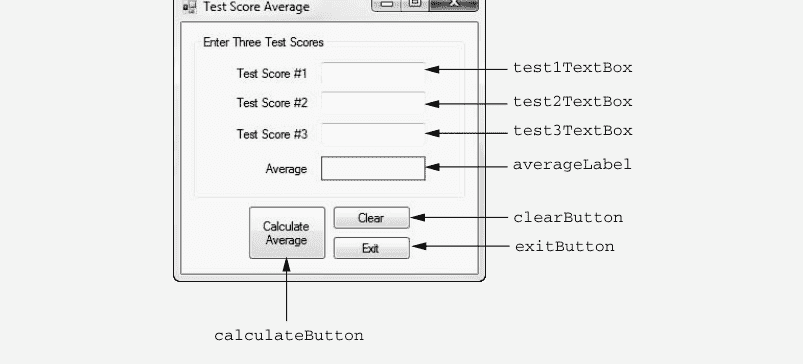 Test Score Average
Enter Three Test Scores
Test Score #1
test1TextBox
Test Score #2
test2TextBox
Test Score #3
test3TextBox
Average
averageLabel
Calculate
Average
Clear
clearButton
Exit
exitButton
calculateButton